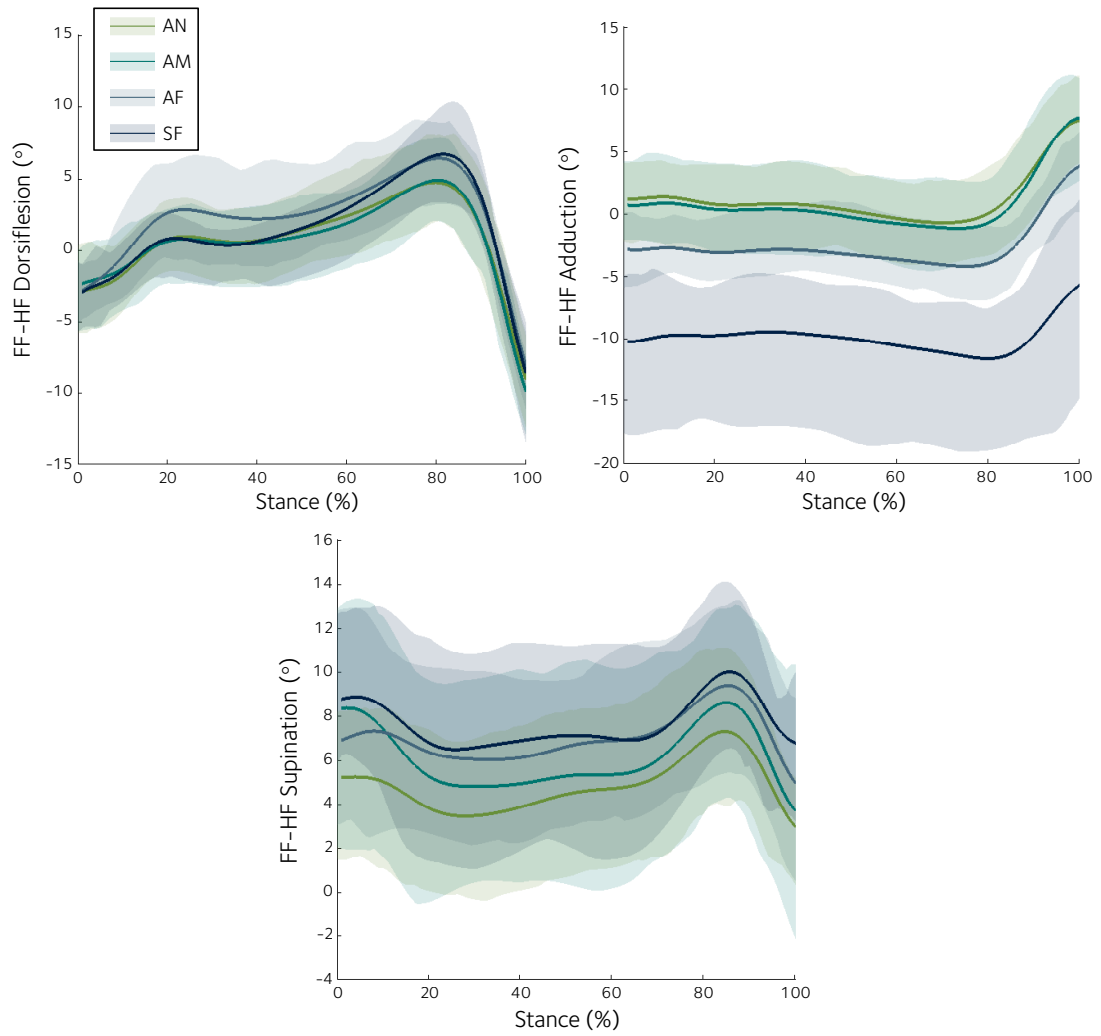 AN
AM
AF
SF
15
10
5
0
-5
-10
-15
FF-HF Dorsiflesion (°)
0 20 40 60 80 100
Stance (%)
15
10
5
0
-5
-10
-15
-20
FF-HF Adduction (°)
0 20 40 60 80 100
Stance (%)
16
14
12
10
8
6
4
2
0
-2
-4
FF-HF Supination (°)
0 20 40 60 80 100
Stance (%)